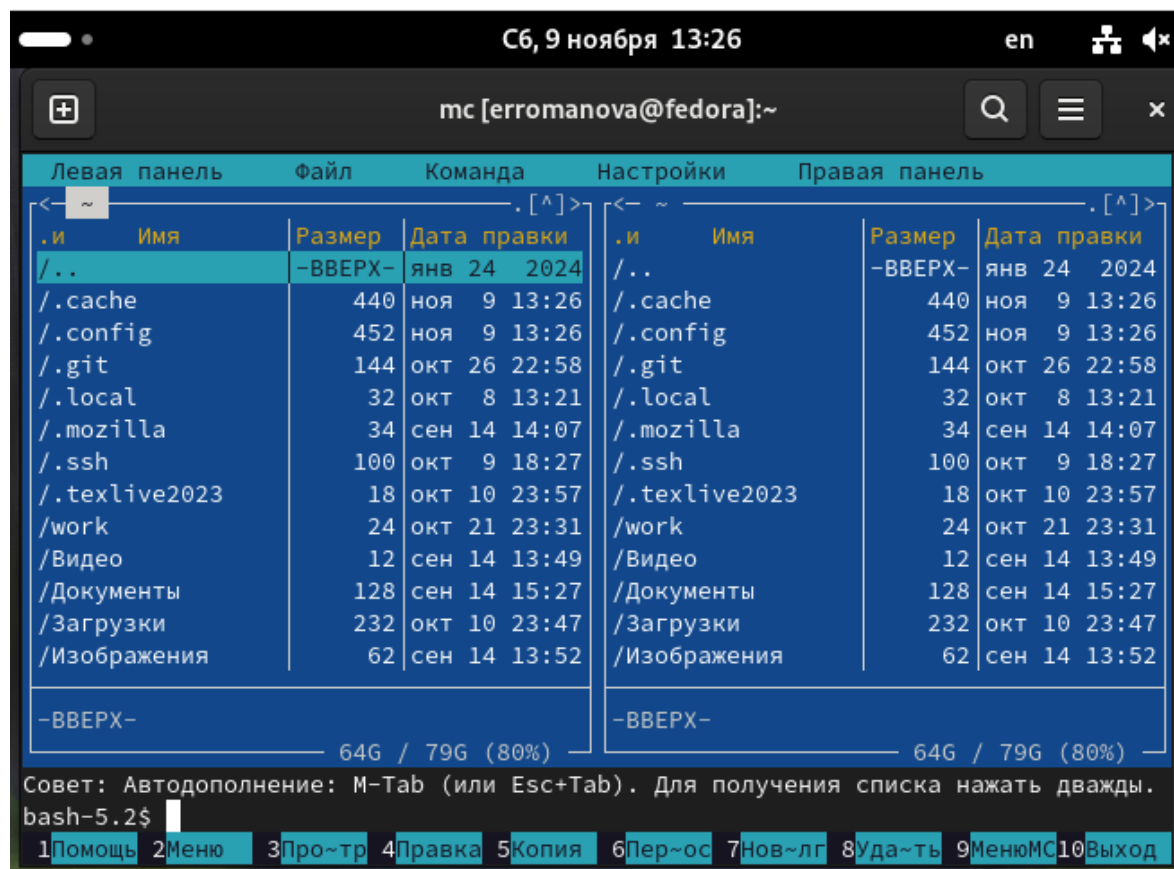 Сб, 9 ноября 13:26 en
mc [erromanova@fedora]:~
Левая панель Файл Команда Настройки Правая панель
<— ~ .[^]> <— ~ .[^]>
.и Имя Размер Дата правки .и Имя Размер Дата правки
/.. -ВВЕРХ- янв 24 2024 /.. -ВВЕРХ- янв 24 2024
/.cache 440 ноя 9 13:26 /.cache 440 ноя 9 13:26
/.config 452 ноя 9 13:26 /.config 452 ноя 9 13:26
/.git 144 окт 26 22:58 /.git 144 окт 26 22:58
/.local 32 окт 8 13:21 /.local 32 окт 8 13:21
/.mozilla 34 сен 14 14:07 /.mozilla 34 сен 14 14:07
/.ssh 100 окт 9 18:27 /.ssh 100 окт 9 18:27
/.texlive2023 18 окт 10 23:57 /.texlive2023 18 окт 10 23:57
/work 24 окт 21 23:31 /work 24 окт 21 23:31
/Видео 12 сен 14 13:49 /Видео 12 сен 14 13:49
/Документы 128 сен 14 15:27 /Документы 128 сен 14 15:27
/Загрузки 232 окт 10 23:47 /Загрузки 232 окт 10 23:47
/Изображения 62 сен 14 13:52 /Изображения 62 сен 14 13:52
-ВВЕРХ- -ВВЕРХ-
64G / 79G (80%) 64G / 79G (80%)
Совет: Автодополнение: M-Tab (или Esc+Tab). Для получения списка нажать дважды.
bash-5.2$
1Помощь 2Меню 3Про~тр 4Правка 5Копия 6Пер~ос 7Нов~лг 8Уда~ть 9МенюMC 10Выход